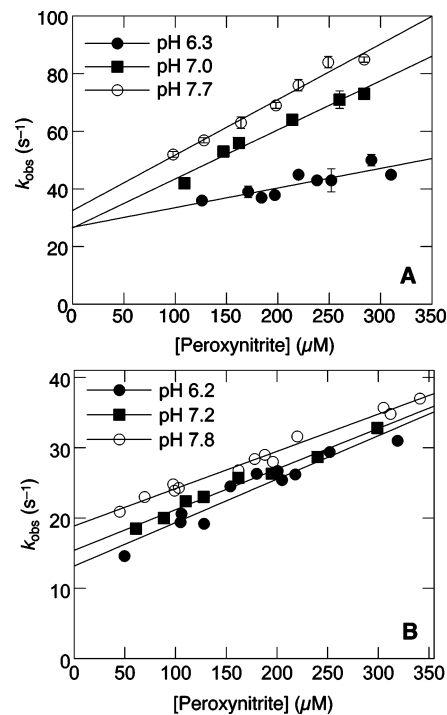 100
80
60
40
20
0
k_obs (s⁻¹)
pH 6.3
pH 7.0
pH 7.7
A
0 50 100 150 200 250 300 350
[Peroxynitrite] (µM)
40
30
20
10
0
k_obs (s⁻¹)
pH 6.2
pH 7.2
pH 7.8
B
0 50 100 150 200 250 300 350
[Peroxynitrite] (µM)